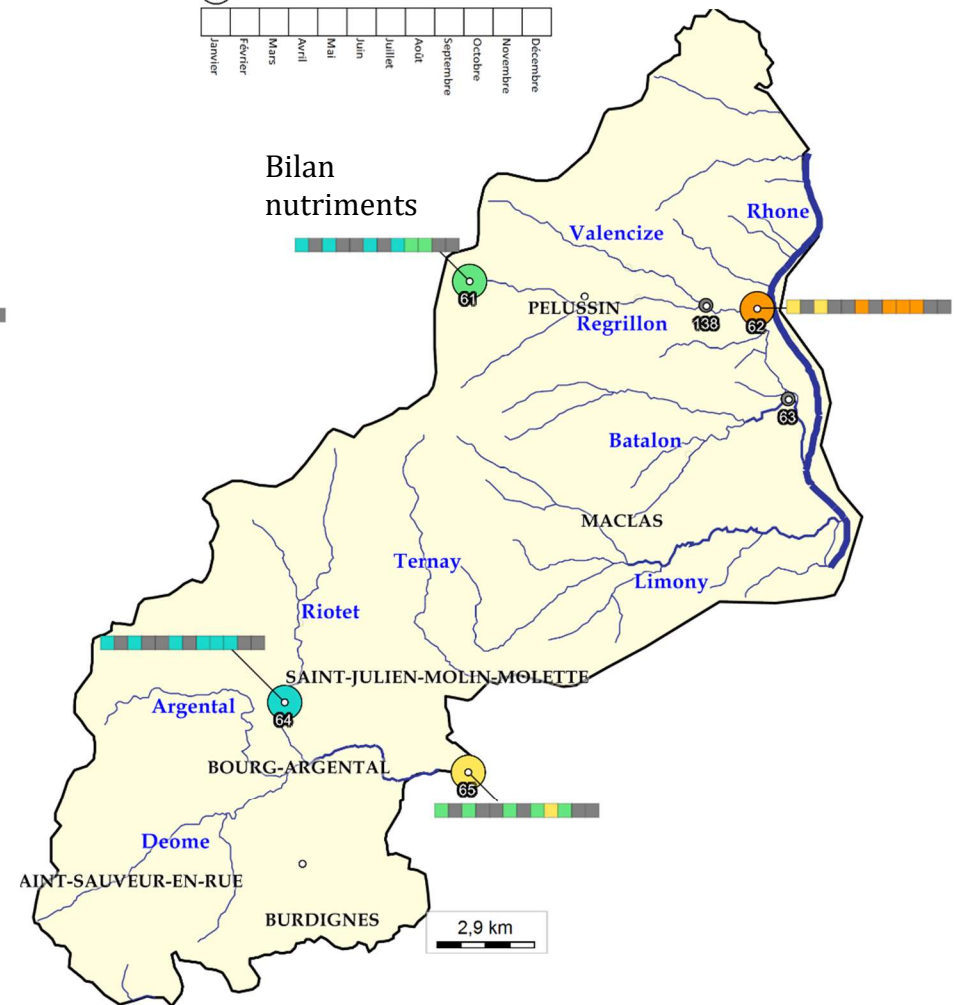 Janvier
Février
Mars
Avril
Mai
Juin
Juillet
Août
Septembre
Octobre
Novembre
Décembre
Bilan
nutriments
Rhone
Valencize
61
PELUSSIN
138
62
Regrillon
63
Batalon
MACLAS
Ternay
Limony
Riotet
SAINT-JULIEN-MOLIN-MOLETTE
Argental
64
BOURG-ARGENTAL
65
Deome
AINT-SAUVEUR-EN-RUE
BURDIGNES
2,9 km